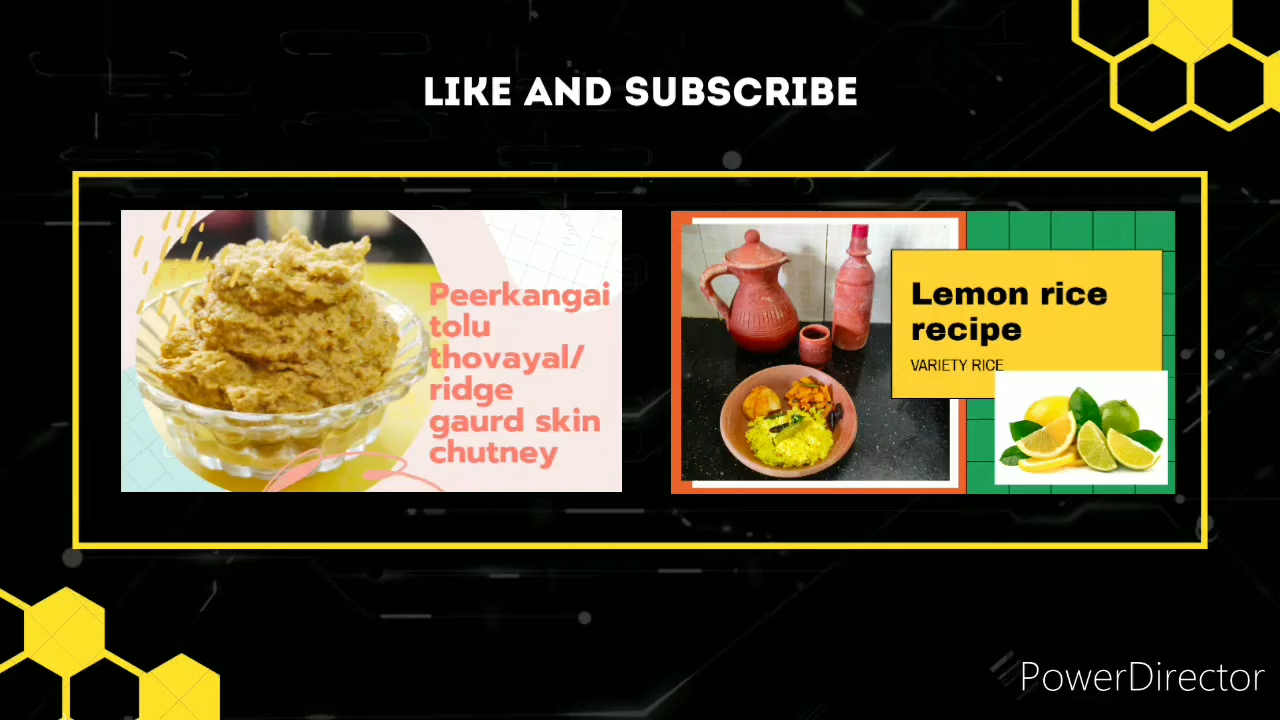 LIKE AND SUBSCRIBE
Peerkangai
tolu
thovayal/
ridge
gaurd skin
chutney
Lemon rice
recipe
VARIETY RICE
PowerDirector